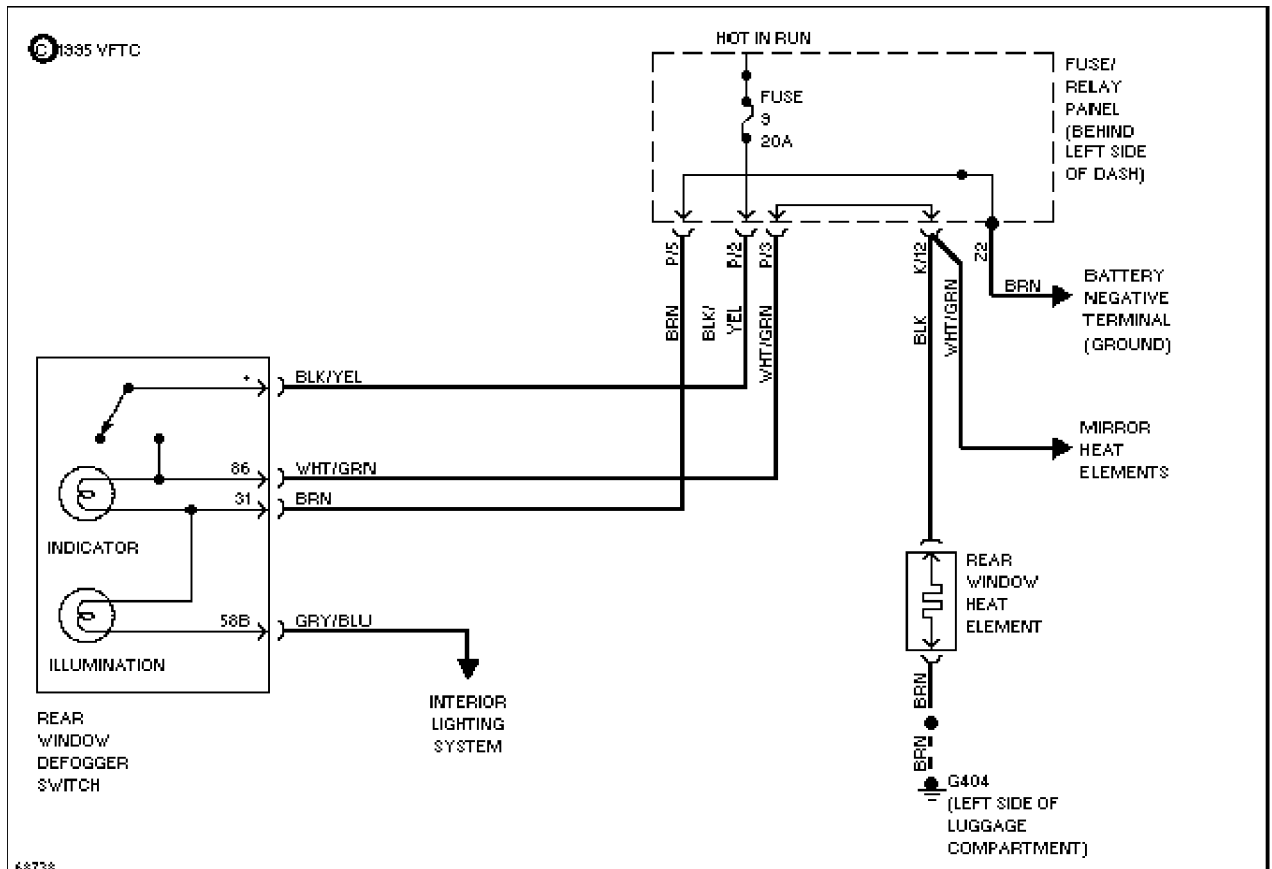 © 1995 VFTC
HOT IN RUN
FUSE
9
20A
FUSE/
RELAY
PANEL
(BEHIND
LEFT SIDE
OF DASH)
P/5
P/2
P/3
K/12
Z2
BRN
BLK/
YEL
WHT/GRN
BLK
WHT/GRN
BRN
BATTERY
NEGATIVE
TERMINAL
(GROUND)
+
BLK/YEL
86
WHT/GRN
31
BRN
INDICATOR
58B
GRY/BLU
ILLUMINATION
REAR
WINDOW
DEFOGGER
SWITCH
INTERIOR
LIGHTING
SYSTEM
MIRROR
HEAT
ELEMENTS
REAR
WINDOW
HEAT
ELEMENT
BRN
BRN
G404
(LEFT SIDE OF
LUGGAGE
COMPARTMENT)
68738